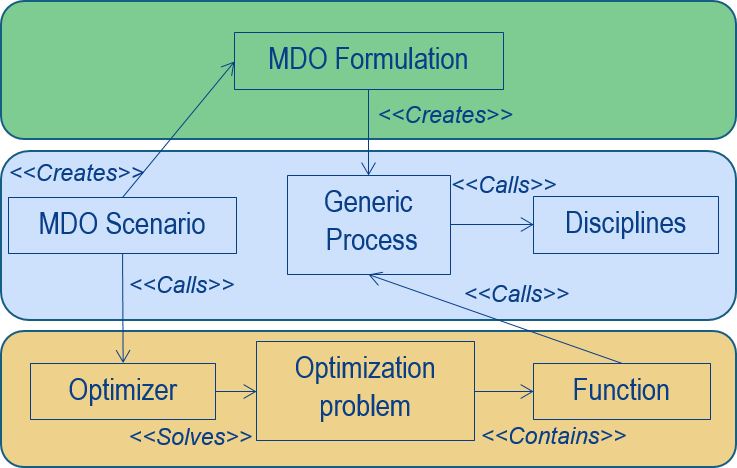 MDO Formulation
<<Creates>>
<<Creates>>
<<Calls>>
Generic
Process
MDO Scenario
Disciplines
<<Calls>>
<<Calls>>
Optimizer
Optimization
problem
Function
<<Solves>>
<<Contains>>